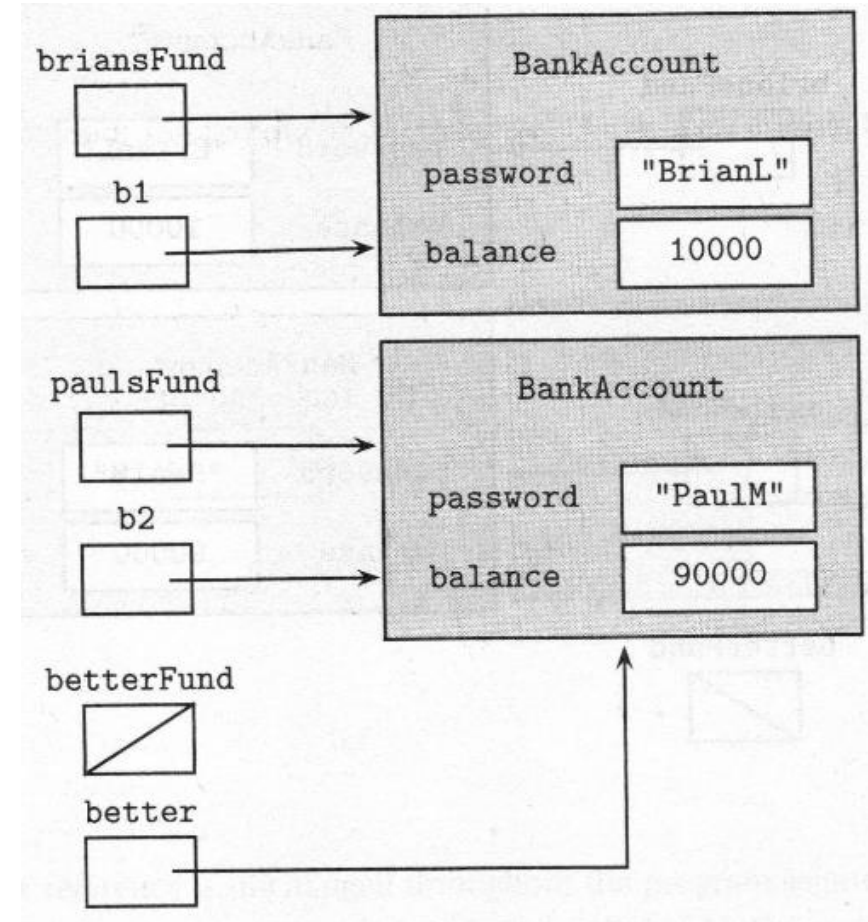 briansFund
BankAccount
password "BrianL"
b1
balance 10000
paulsFund
BankAccount
password "PaulM"
b2
balance 90000
betterFund
better